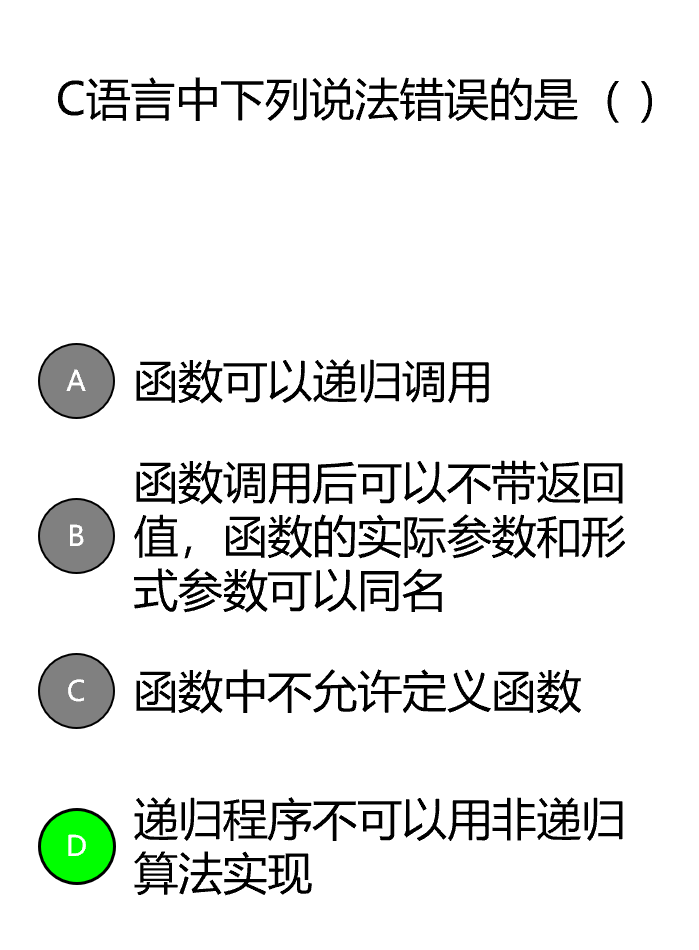 C语言中下列说法错误的是（ ）
A 函数可以递归调用
B 函数调用后可以不带返回
值，函数的实际参数和形
式参数可以同名
C 函数中不允许定义函数
D 递归程序不可以用非递归
算法实现